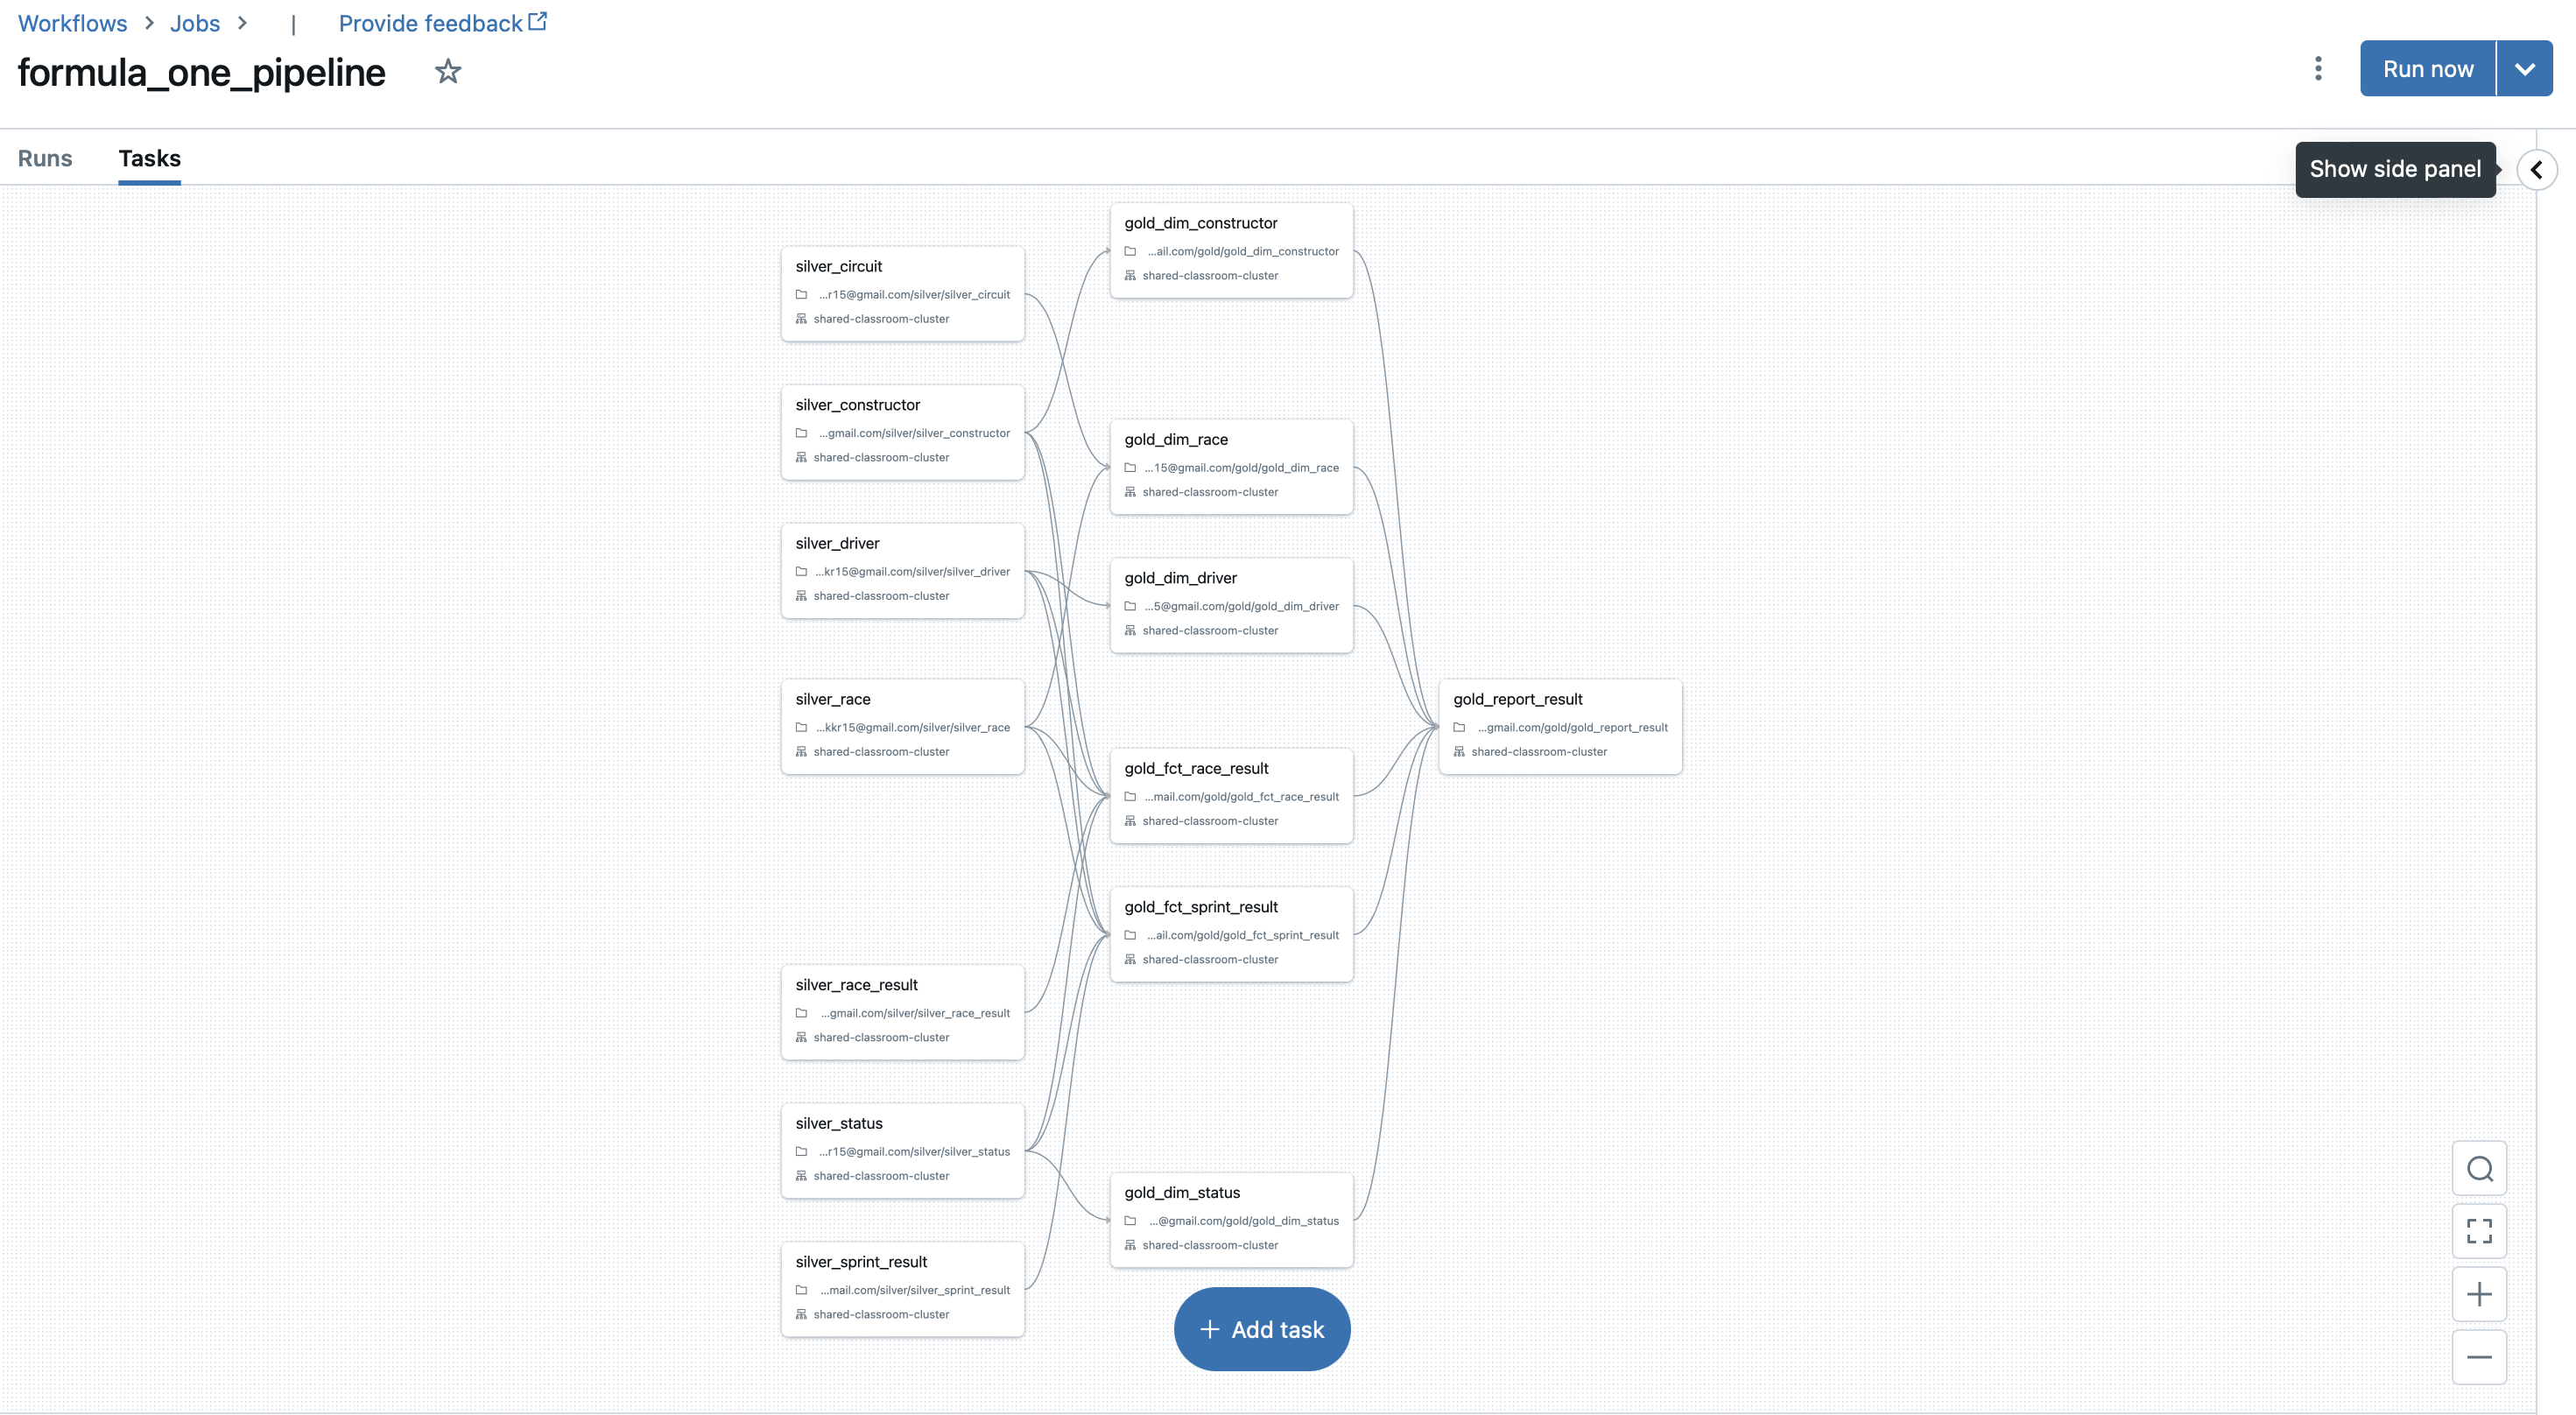 Workflows > Jobs > | Provide feedback
formula_one_pipeline
Run now
Runs Tasks
Show side panel
silver_circuit
...r15@gmail.com/silver/silver_circuit
shared-classroom-cluster
silver_constructor
...gmail.com/silver/silver_constructor
shared-classroom-cluster
silver_driver
...kr15@gmail.com/silver/silver_driver
shared-classroom-cluster
silver_race
...kkr15@gmail.com/silver/silver_race
shared-classroom-cluster
silver_race_result
...gmail.com/silver/silver_race_result
shared-classroom-cluster
silver_status
...r15@gmail.com/silver/silver_status
shared-classroom-cluster
silver_sprint_result
...mail.com/silver/silver_sprint_result
shared-classroom-cluster
gold_dim_constructor
...ail.com/gold/gold_dim_constructor
shared-classroom-cluster
gold_dim_race
...15@gmail.com/gold/gold_dim_race
shared-classroom-cluster
gold_dim_driver
...5@gmail.com/gold/gold_dim_driver
shared-classroom-cluster
gold_fct_race_result
...mail.com/gold/gold_fct_race_result
shared-classroom-cluster
gold_fct_sprint_result
...ail.com/gold/gold_fct_sprint_result
shared-classroom-cluster
gold_dim_status
...@gmail.com/gold/gold_dim_status
shared-classroom-cluster
gold_report_result
...gmail.com/gold/gold_report_result
shared-classroom-cluster
+ Add task